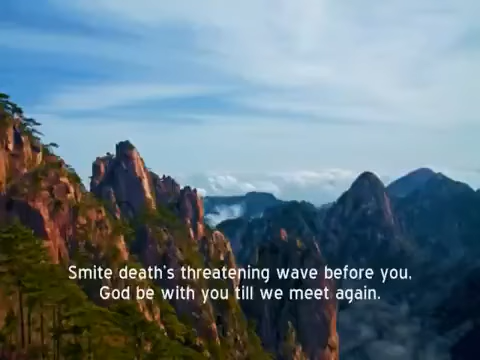 Smite death's threatening wave before you.
God be with you till we meet again.